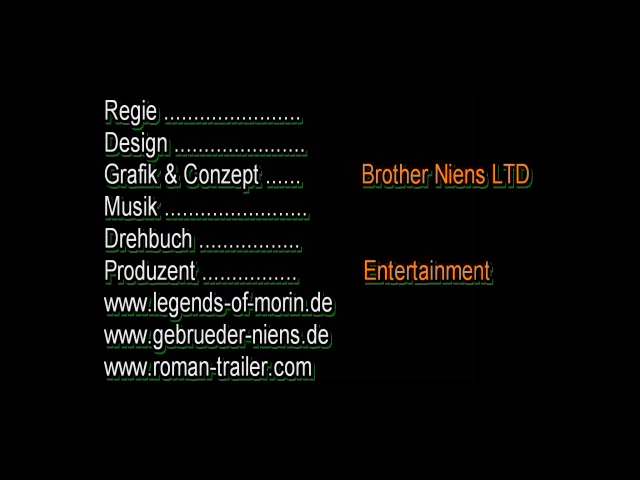 Regie .......................
Design ......................
Grafik & Conzept ...... Brother Niens LTD
Musik ........................
Drehbuch .................
Produzent ................ Entertainment
www.legends-of-morin.de
www.gebrueder-niens.de
www.roman-trailer.com